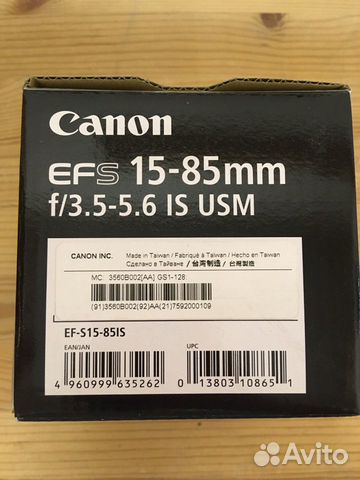 Canon
EFS 15-85mm
f/3.5-5.6 IS USM
CANON INC.
Made in Taiwan / Fabriqué à Taïwan / Hecho en Taiwan
Сделано в Тайване / 台湾制造 / 台灣製造
MC: 3560B002[AA] GS1-128:
(91)3560B002(92)AA(21)7592000109
EF-S15-85IS
EAN/JAN UPC
4 960999 635262 0 13803 10865 1
Avito